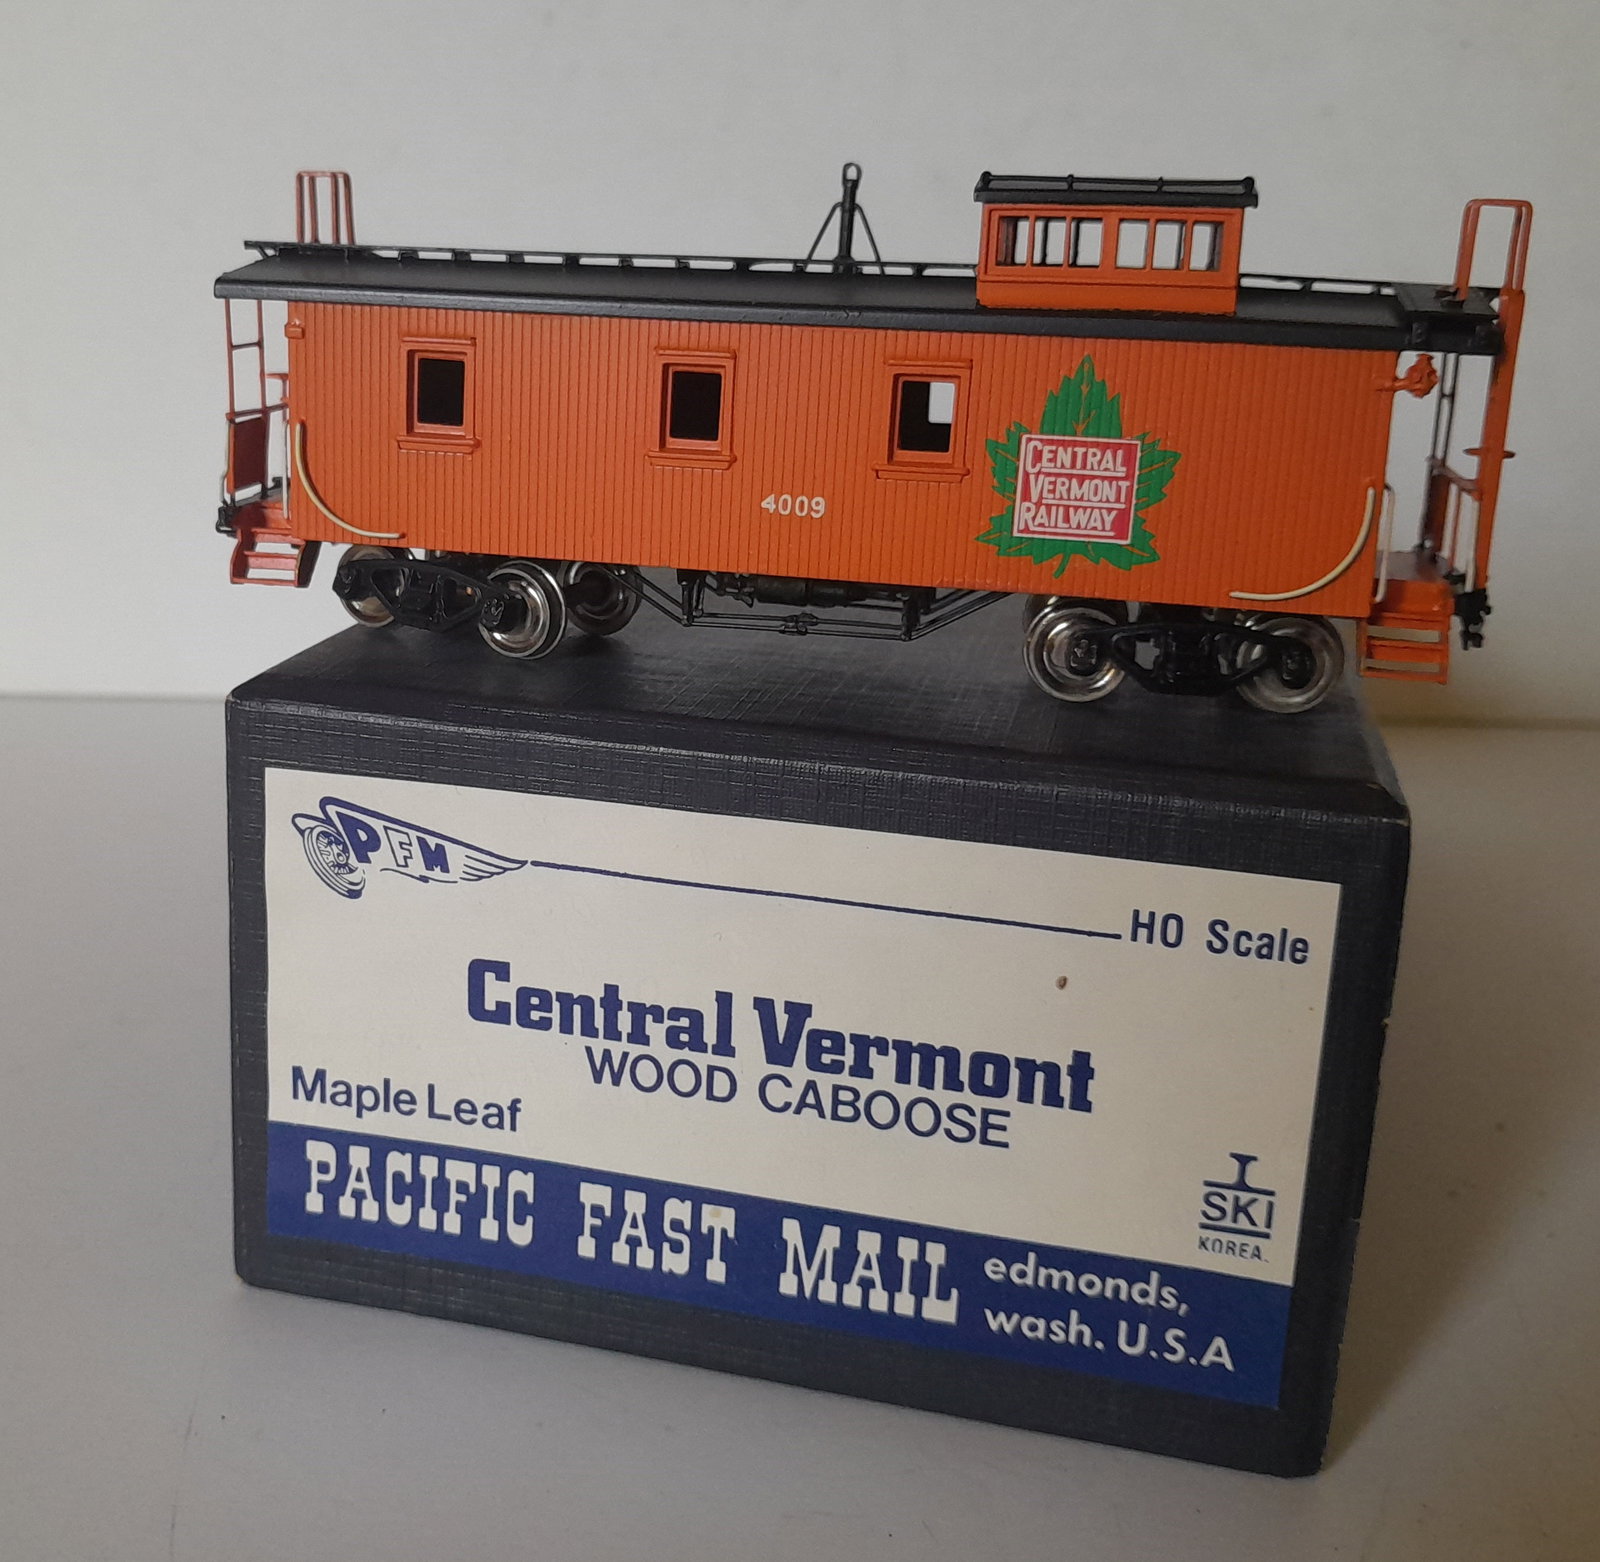 4009
CENTRAL
VERMONT
RAILWAY
PFM
HO Scale
Central Vermont
WOOD CABOOSE
Maple Leaf
SKI
KOREA.
PACIFIC FAST MAIL
edmonds,
wash. U.S.A